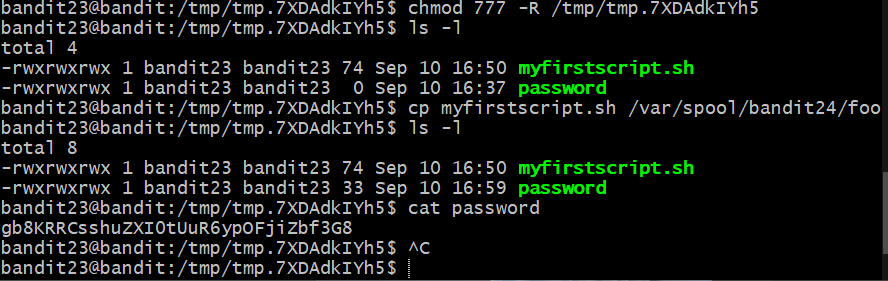 bandit23@bandit:/tmp/tmp.7XDAdkIYh5$ chmod 777 -R /tmp/tmp.7XDAdkIYh5
bandit23@bandit:/tmp/tmp.7XDAdkIYh5$ ls -l
total 4
-rwxrwxrwx 1 bandit23 bandit23 74 Sep 10 16:50 myfirstscript.sh
-rwxrwxrwx 1 bandit23 bandit23  0 Sep 10 16:37 password
bandit23@bandit:/tmp/tmp.7XDAdkIYh5$ cp myfirstscript.sh /var/spool/bandit24/foo
bandit23@bandit:/tmp/tmp.7XDAdkIYh5$ ls -l
total 8
-rwxrwxrwx 1 bandit23 bandit23 74 Sep 10 16:50 myfirstscript.sh
-rwxrwxrwx 1 bandit23 bandit23 33 Sep 10 16:59 password
bandit23@bandit:/tmp/tmp.7XDAdkIYh5$ cat password
gb8KRRCsshuZXI0tUuR6ypOFjiZbf3G8
bandit23@bandit:/tmp/tmp.7XDAdkIYh5$ ^C
bandit23@bandit:/tmp/tmp.7XDAdkIYh5$